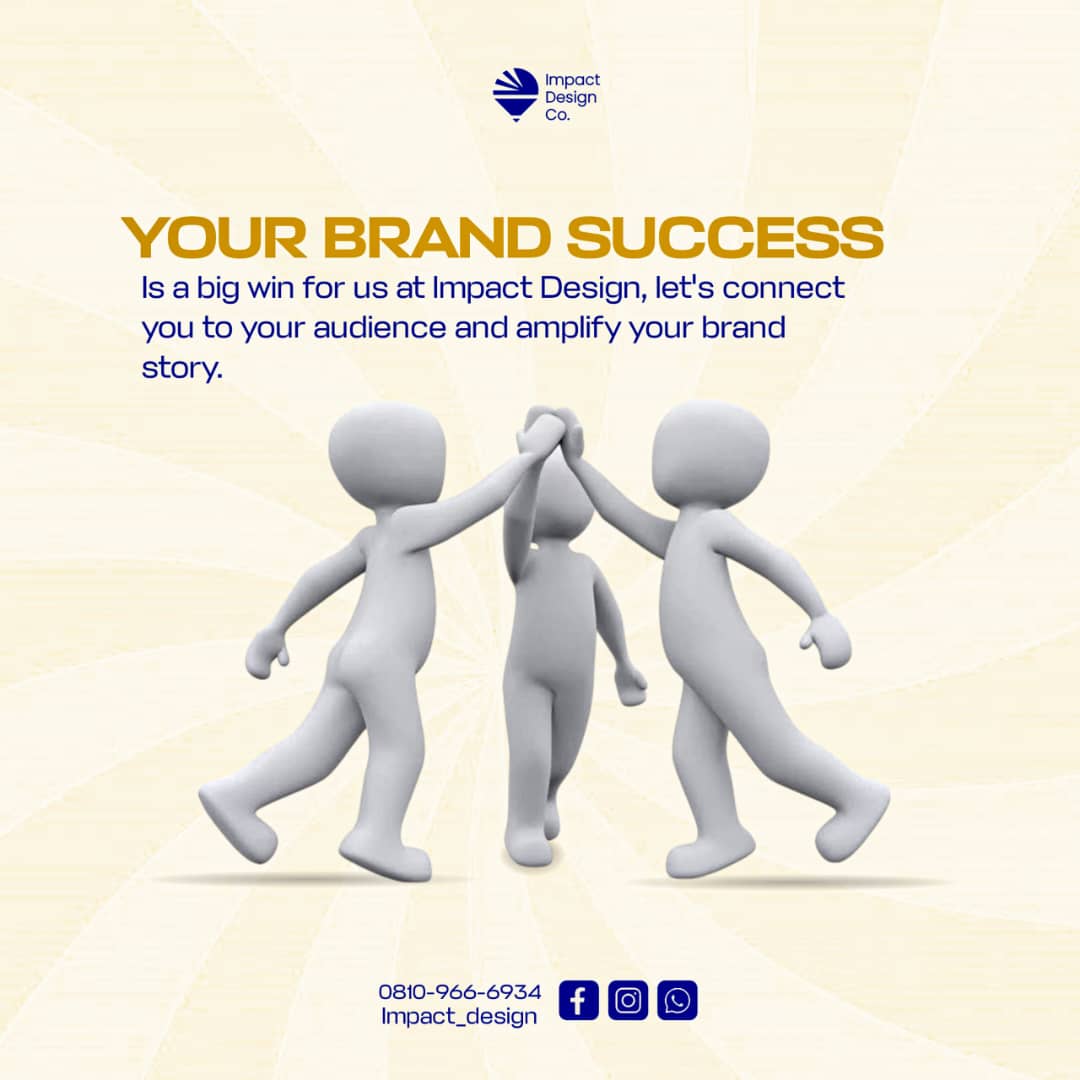 Impact
Design
Co.
YOUR BRAND SUCCESS
Is a big win for us at Impact Design, let's connect
you to your audience and amplify your brand
story.
0810-966-6934
Impact_design